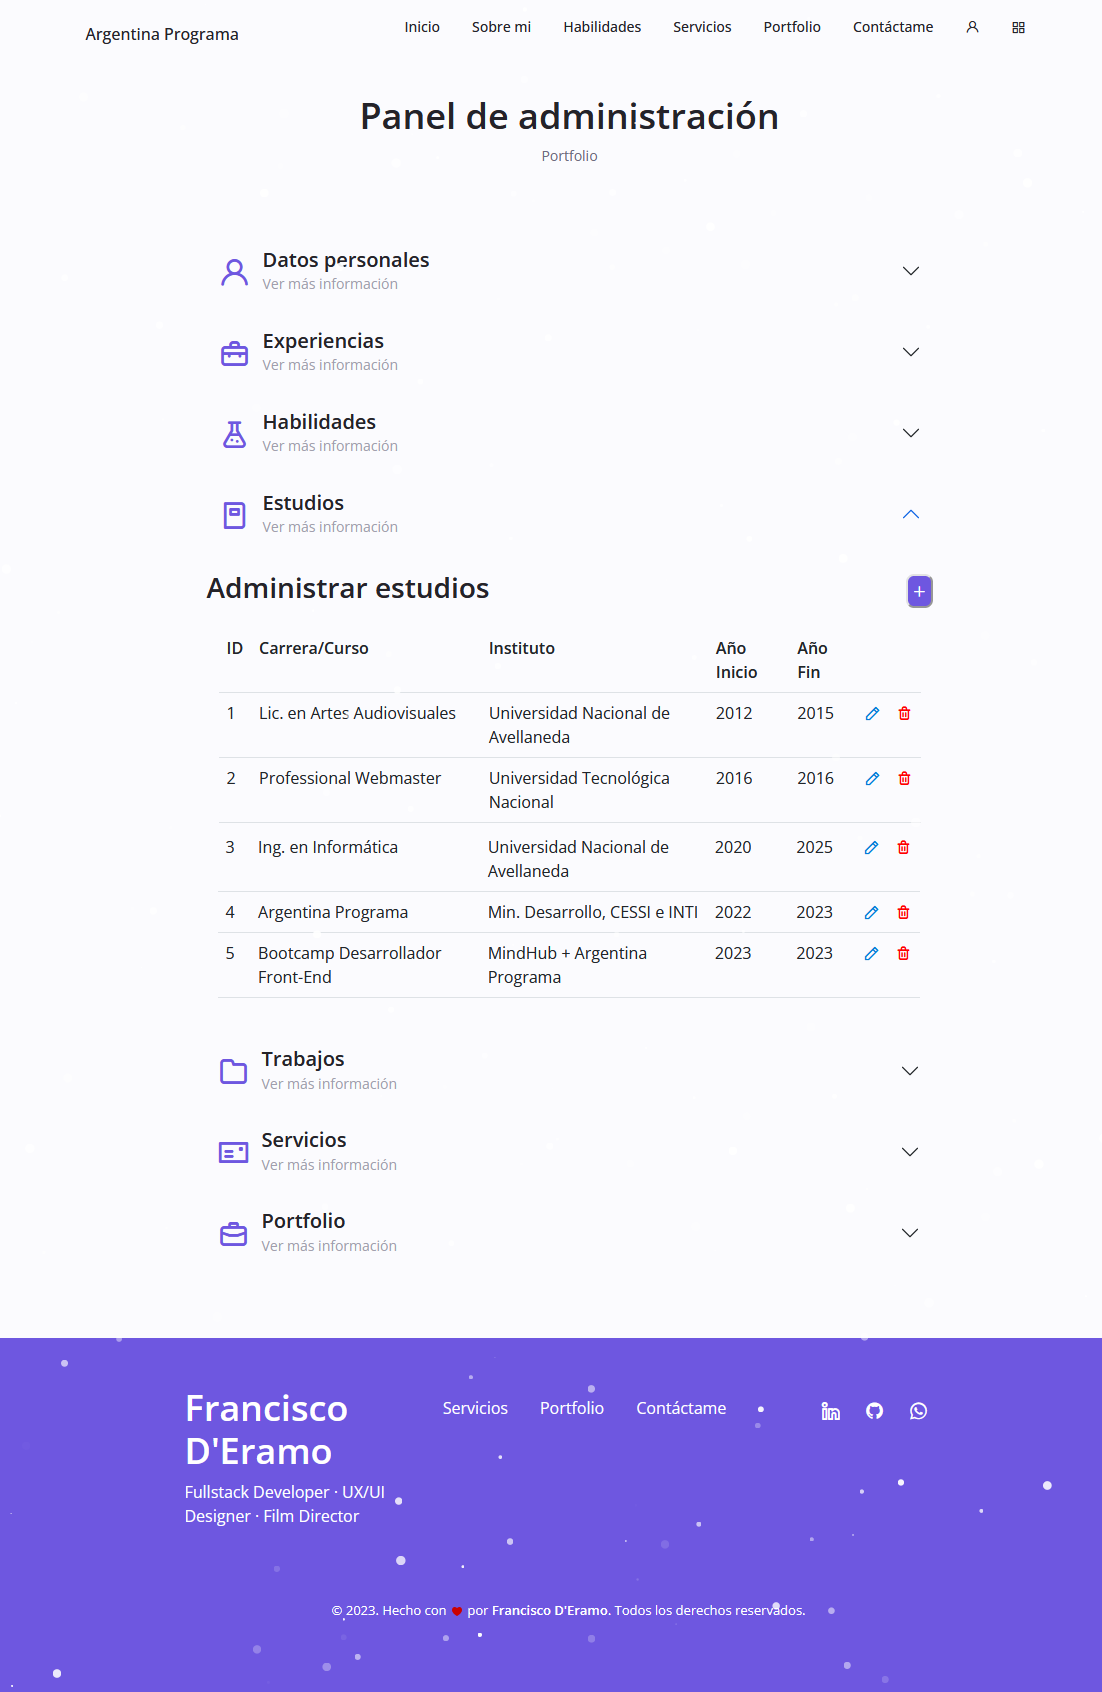 Argentina Programa
Inicio Sobre mi Habilidades Servicios Portfolio Contáctame
Panel de administración
Portfolio
Datos personales
Ver más información
Experiencias
Ver más información
Habilidades
Ver más información
Estudios
Ver más información
Administrar estudios
+
ID Carrera/Curso Instituto Año Inicio Año Fin
1 Lic. en Artes Audiovisuales Universidad Nacional de Avellaneda 2012 2015
2 Professional Webmaster Universidad Tecnológica Nacional 2016 2016
3 Ing. en Informática Universidad Nacional de Avellaneda 2020 2025
4 Argentina Programa Min. Desarrollo, CESSI e INTI 2022 2023
5 Bootcamp Desarrollador Front-End MindHub + Argentina Programa 2023 2023
Trabajos
Ver más información
Servicios
Ver más información
Portfolio
Ver más información
Francisco
D'Eramo
Fullstack Developer · UX/UI
Designer · Film Director
Servicios Portfolio Contáctame
© 2023. Hecho con ♥ por Francisco D'Eramo. Todos los derechos reservados.